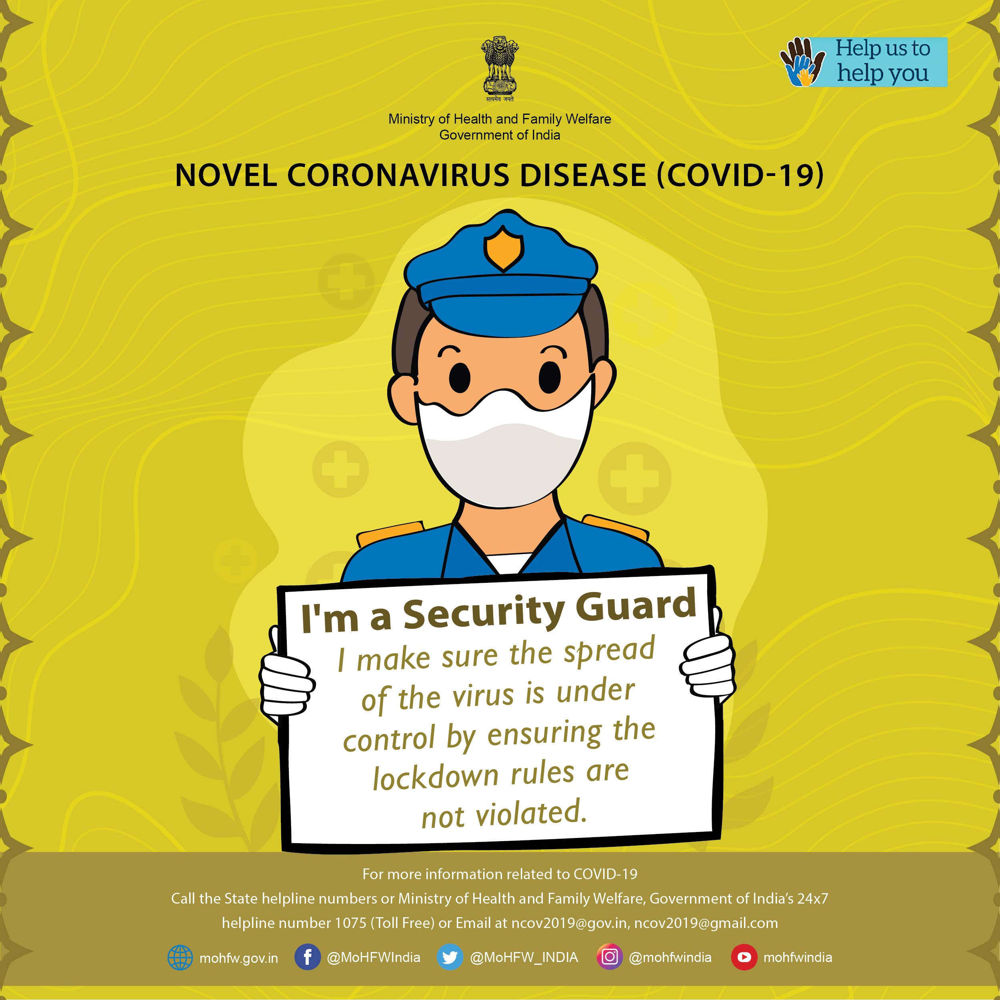 Help us to
help you
सत्यमेव जयते
Ministry of Health and Family Welfare
Government of India
NOVEL CORONAVIRUS DISEASE (COVID-19)
I'm a Security Guard
I make sure the spread
of the virus is under
control by ensuring the
lockdown rules are
not violated.
For more information related to COVID-19
Call the State helpline numbers or Ministry of Health and Family Welfare, Government of India’s 24x7
helpline number 1075 (Toll Free) or Email at ncov2019@gov.in, ncov2019@gmail.com
mohfw.gov.in @MoHFWIndia @MoHFW_INDIA @mohfwindia mohfwindia